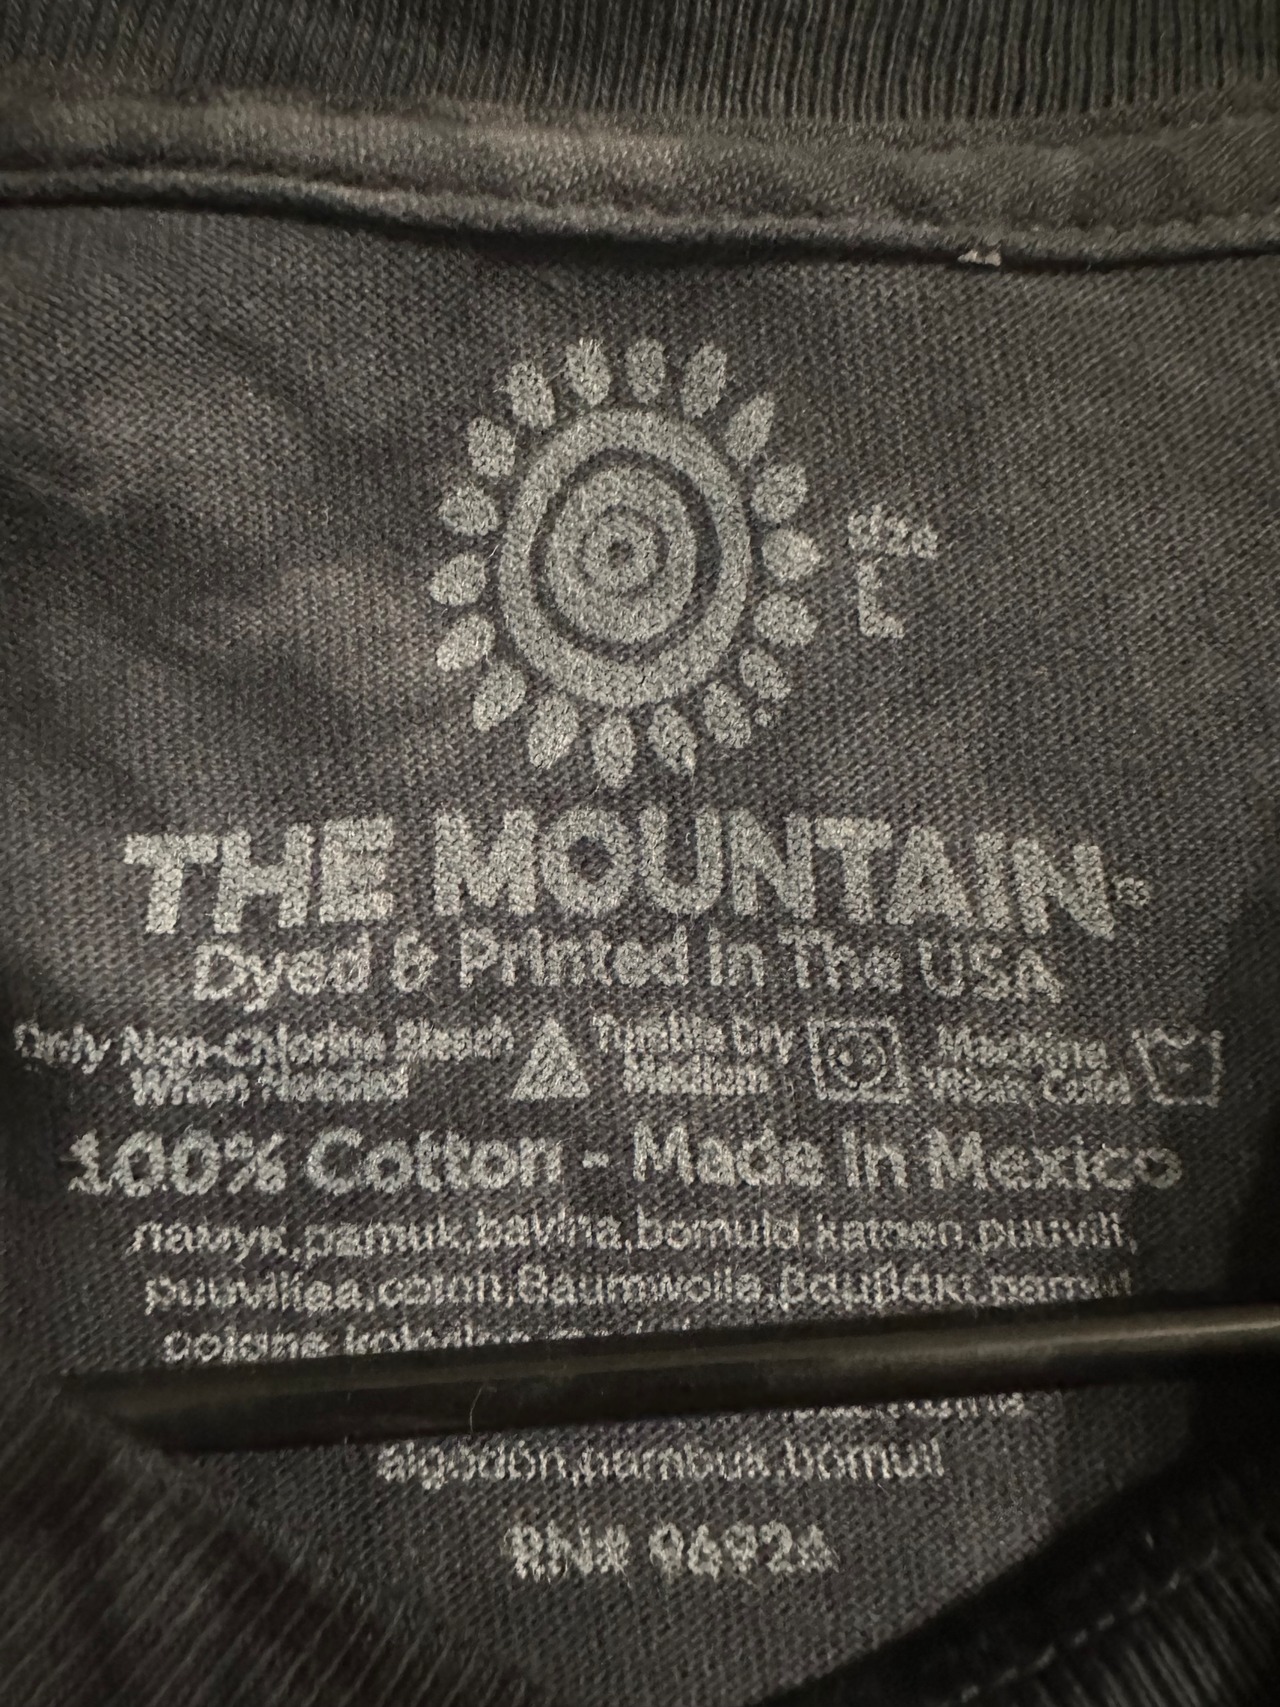 size
L
THE MOUNTAIN®
Dyed & Printed In The USA
Only Non-Chlorine Bleach When Needed
Tumble Dry Medium
Machine Wash Cold
100% Cotton - Made In Mexico
памук,pamuk,bavlna,bomuld,katoen,puuvill,
puuvillaa,coton,Baumwolle,βαμβάκι,pamut
algodón,pambuk,bomull
RN# 96926